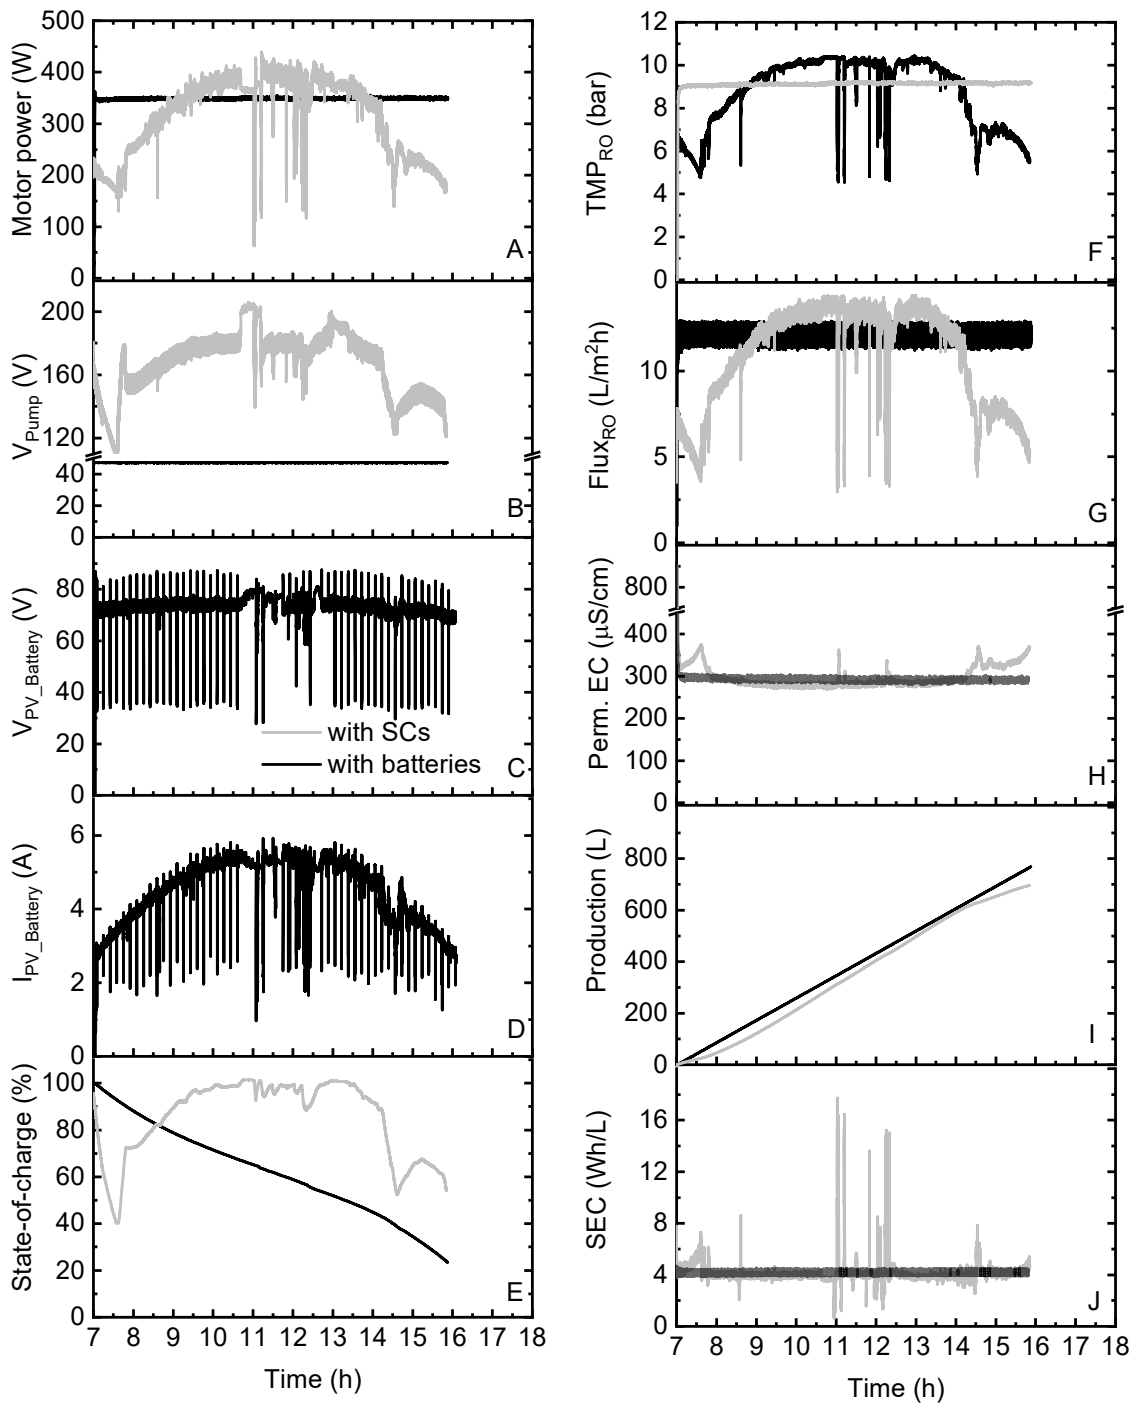 500
400
300
200
100
0
Motor power (W)
A
200
160
120
40
20
0
V_Pump (V)
B
80
60
40
20
0
V_PV_Battery (V)
with SCs
with batteries
C
6
4
2
0
I_PV_Battery (A)
D
100
80
60
40
20
0
State-of-charge (%)
E
7 8 9 10 11 12 13 14 15 16 17 18
Time (h)
12
10
8
6
4
2
0
TMP_RO (bar)
F
10
5
0
Flux_RO (L/m²h)
G
800
400
300
200
100
0
Perm. EC (µS/cm)
H
800
600
400
200
0
Production (L)
I
16
12
8
4
0
SEC (Wh/L)
J
7 8 9 10 11 12 13 14 15 16 17 18
Time (h)